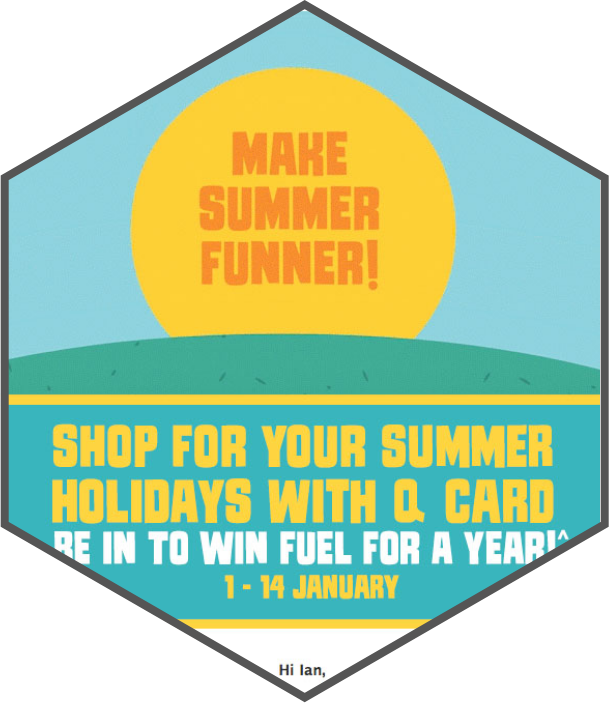 MAKE
SUMMER
FUNNER!
SHOP FOR YOUR SUMMER
HOLIDAYS WITH Q CARD
BE IN TO WIN FUEL FOR A YEAR!^
1 - 14 JANUARY
Hi Ian,